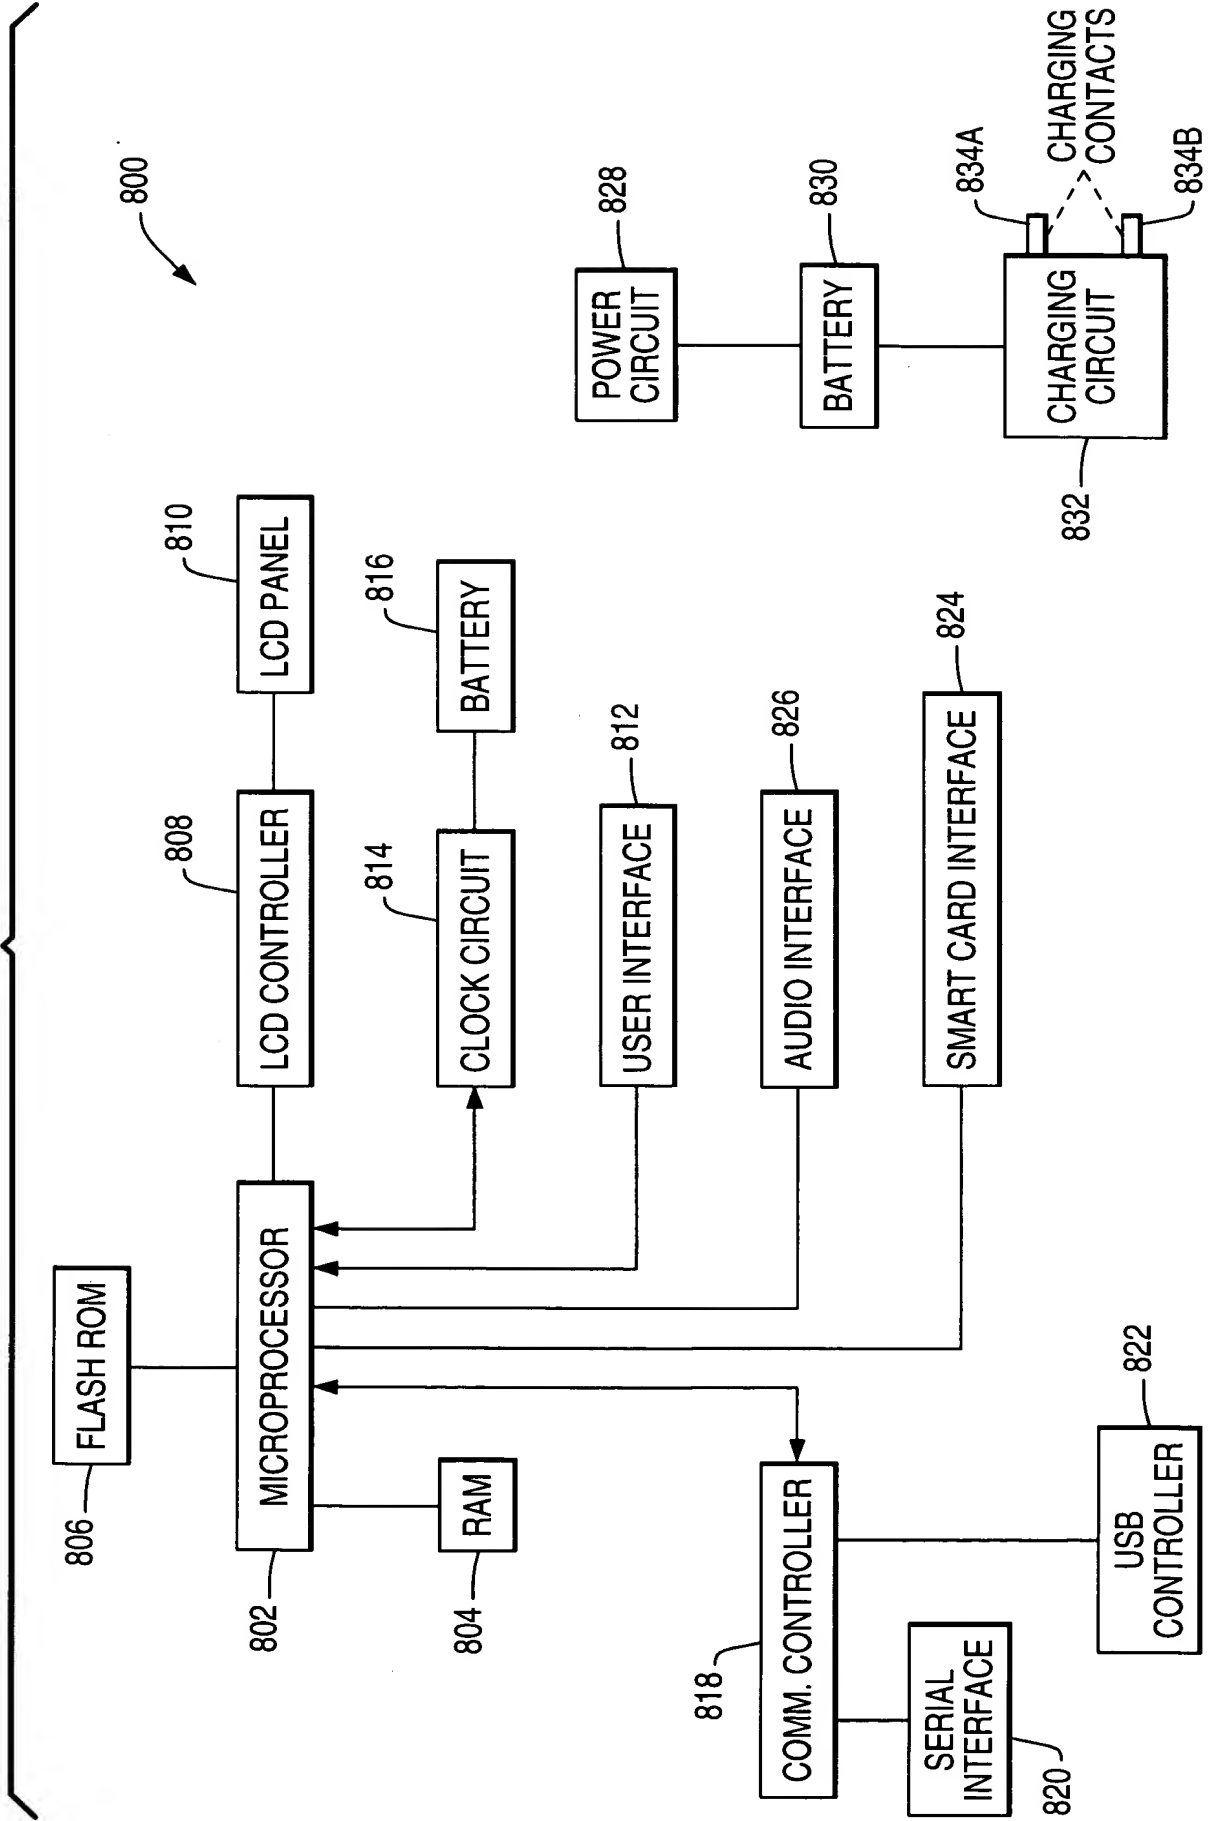 800
FLASH ROM
806
MICROPROCESSOR
802
RAM
804
LCD CONTROLLER
808
LCD PANEL
810
CLOCK CIRCUIT
814
BATTERY
816
USER INTERFACE
812
AUDIO INTERFACE
826
SMART CARD INTERFACE
824
COMM. CONTROLLER
818
SERIAL
INTERFACE
820
USB
CONTROLLER
822
POWER
CIRCUIT
828
BATTERY
830
CHARGING
CIRCUIT
832
834A
834B
CHARGING
CONTACTS